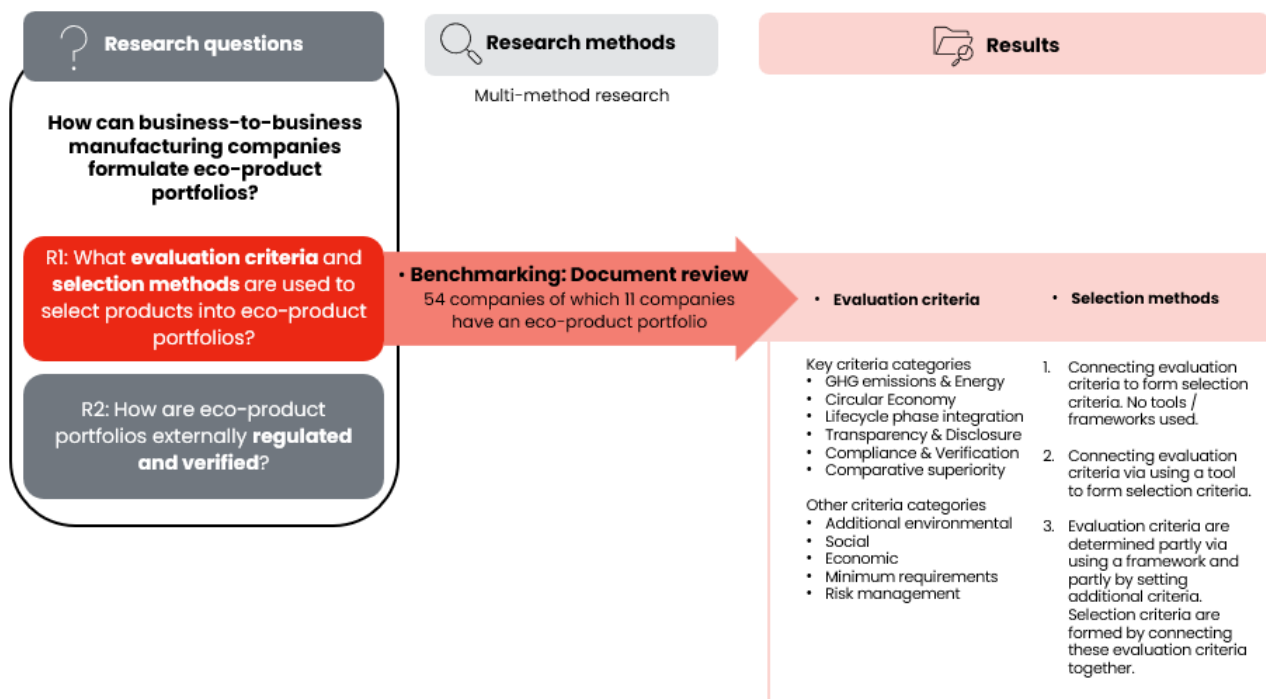 Research questions
How can business-to-business
manufacturing companies
formulate eco-product
portfolios?
R1: What evaluation criteria and
selection methods are used to
select products into eco-product
portfolios?
R2: How are eco-product
portfolios externally regulated
and verified?
Research methods
Multi-method research
• Benchmarking: Document review
54 companies of which 11 companies
have an eco-product portfolio
Results
• Evaluation criteria
Key criteria categories
• GHG emissions & Energy
• Circular Economy
• Lifecycle phase integration
• Transparency & Disclosure
• Compliance & Verification
• Comparative superiority
Other criteria categories
• Additional environmental
• Social
• Economic
• Minimum requirements
• Risk management
• Selection methods
1. Connecting evaluation
criteria to form selection
criteria. No tools /
frameworks used.
2. Connecting evaluation
criteria via using a tool
to form selection criteria.
3. Evaluation criteria are
determined partly via
using a framework and
partly by setting
additional criteria.
Selection criteria are
formed by connecting
these evaluation criteria
together.